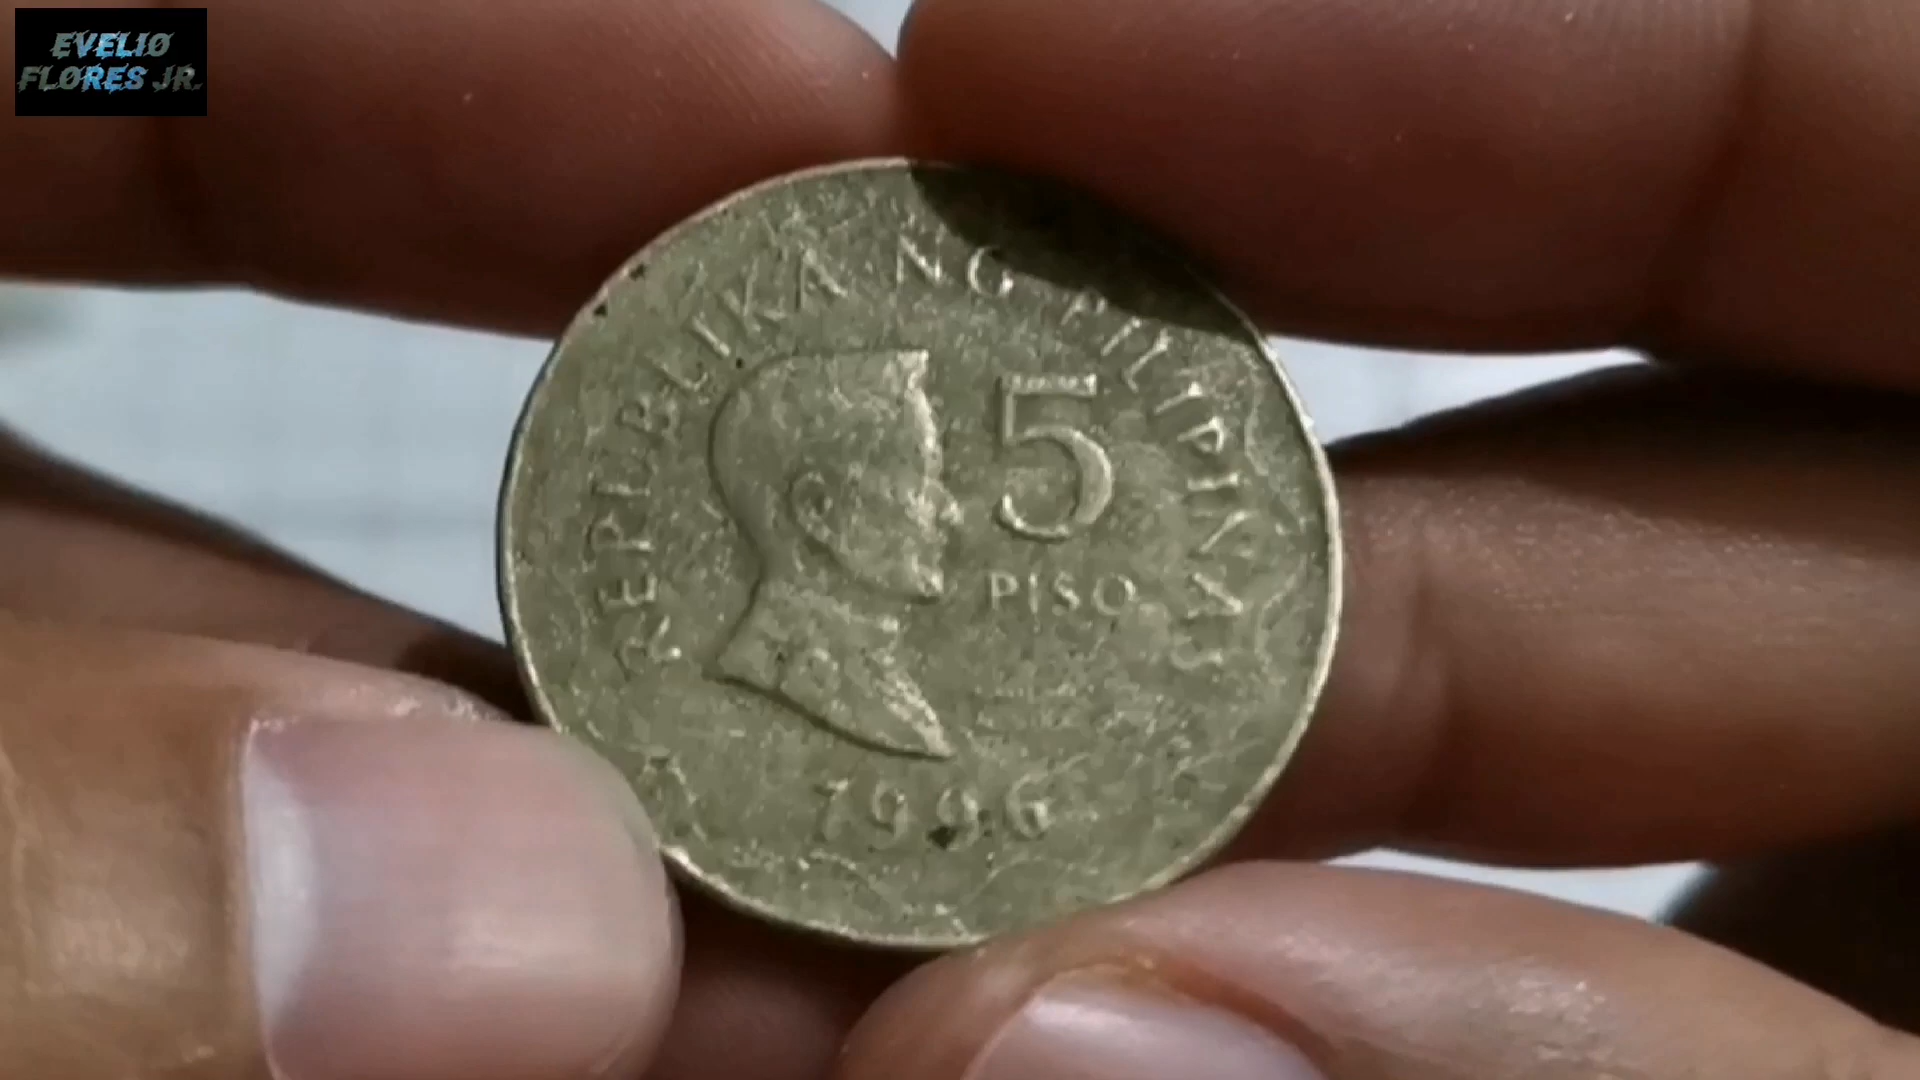 EVELIO
FLORES JR.
REPUBLIKA NG PILIPINAS
5
PISO
1996